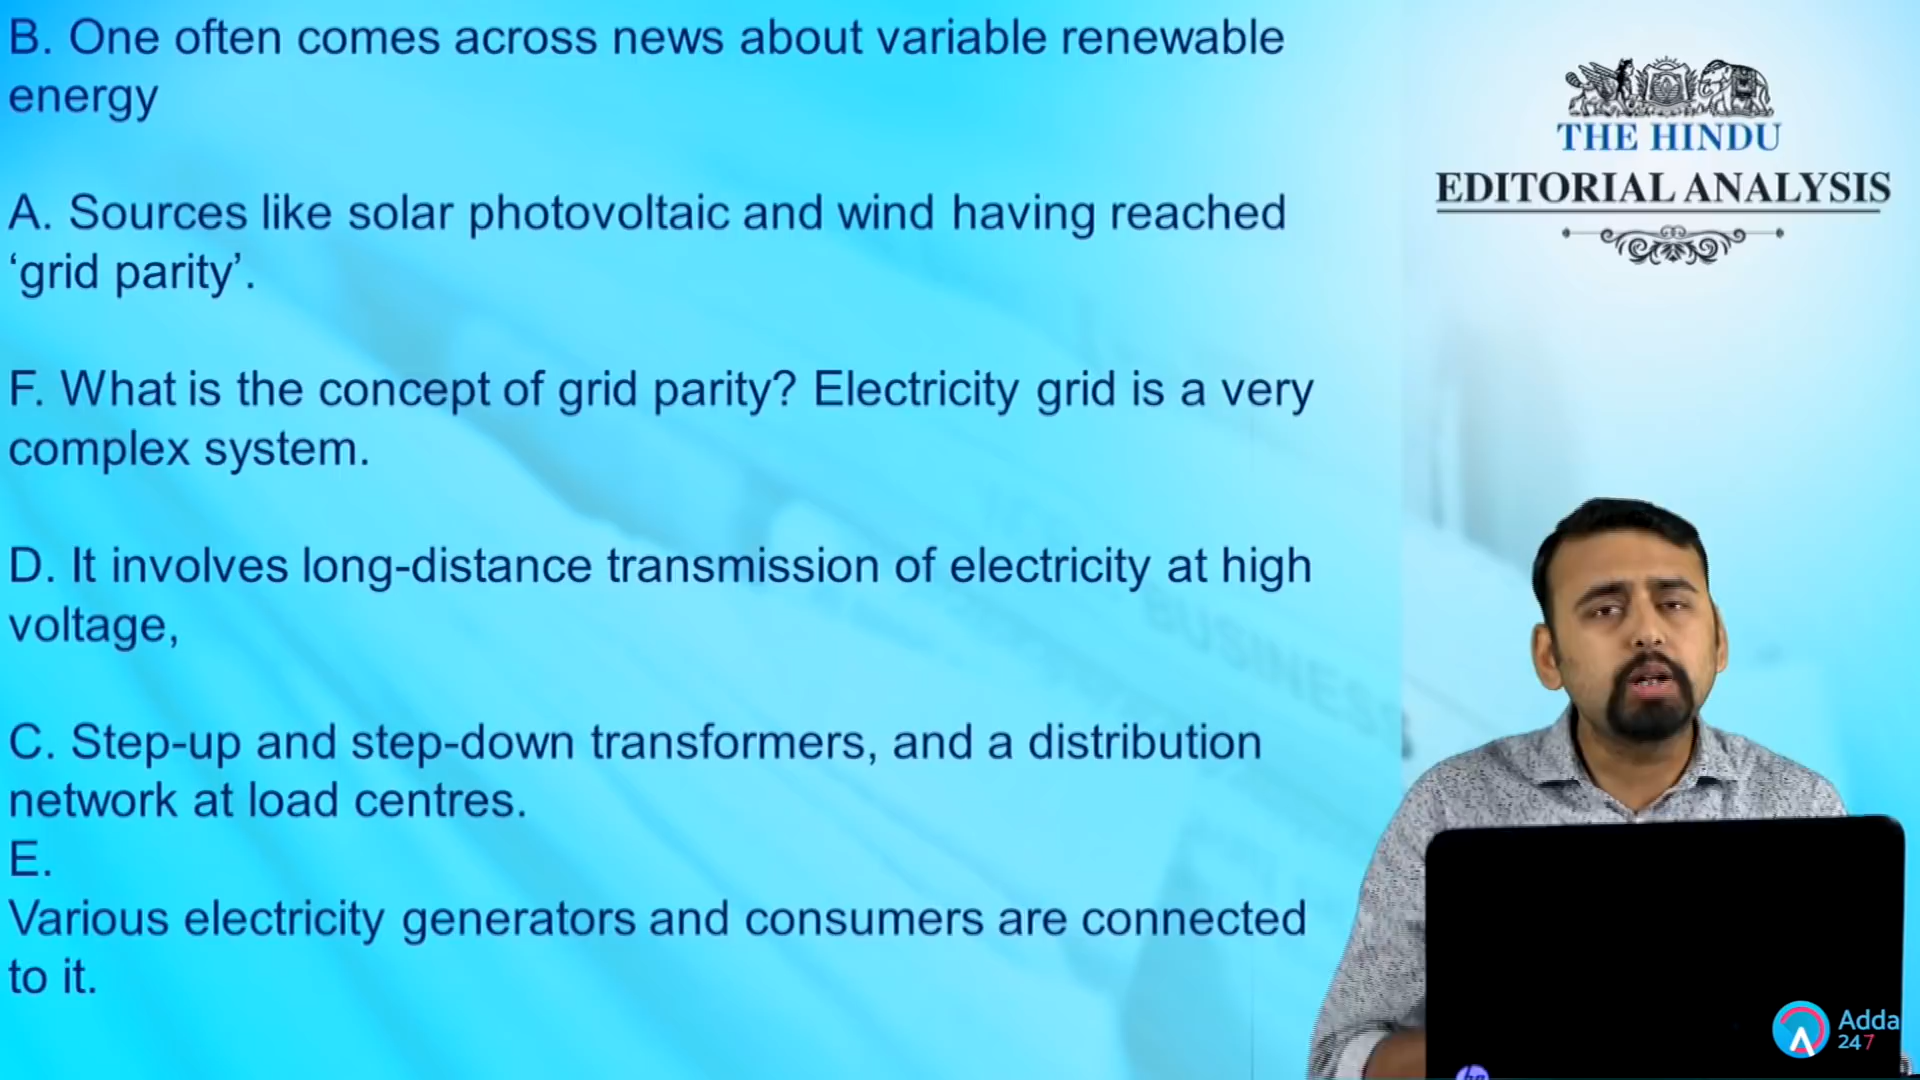 B. One often comes across news about variable renewable
energy
A. Sources like solar photovoltaic and wind having reached
‘grid parity’.
F. What is the concept of grid parity? Electricity grid is a very
complex system.
D. It involves long-distance transmission of electricity at high
voltage,
C. Step-up and step-down transformers, and a distribution
network at load centres.
E.
Various electricity generators and consumers are connected
to it.
THE HINDU
EDITORIAL ANALYSIS
BUSINESS
hp
Adda
247